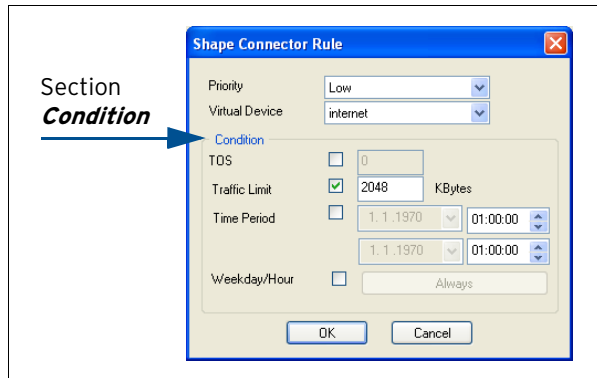 Shape Connector Rule
Section
Condition
Priority Low
Virtual Device internet
Condition
TOS 0
Traffic Limit 2048 KBytes
Time Period 1. 1 .1970 01:00:00
1. 1 .1970 01:00:00
Weekday/Hour Always
OK Cancel